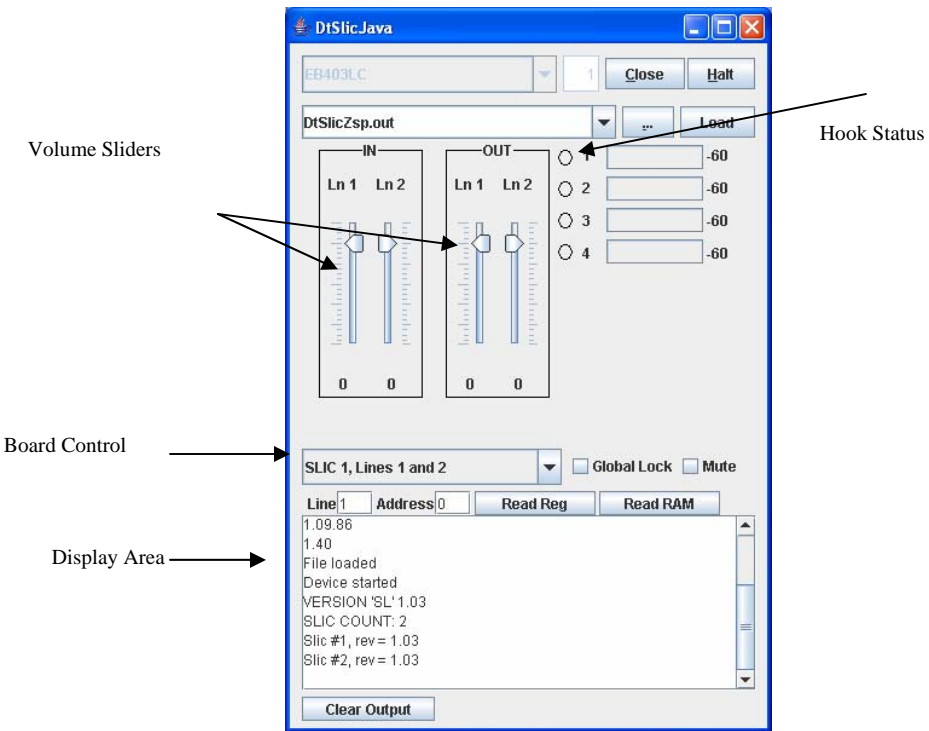 DtSlic.Java
EB403LC 1 Close Halt
DtSlicZsp.out ... Load
Hook Status
Volume Sliders
IN OUT
1 -60
Ln 1 Ln 2 Ln 1 Ln 2
2 -60
3 -60
4 -60
0 0 0 0
Board Control
SLIC 1, Lines 1 and 2 Global Lock Mute
Line 1 Address 0 Read Reg Read RAM
1.09.86
1.40
Display Area
File loaded
Device started
VERSION 'SL' 1.03
SLIC COUNT: 2
Slic #1, rev = 1.03
Slic #2, rev = 1.03
Clear Output